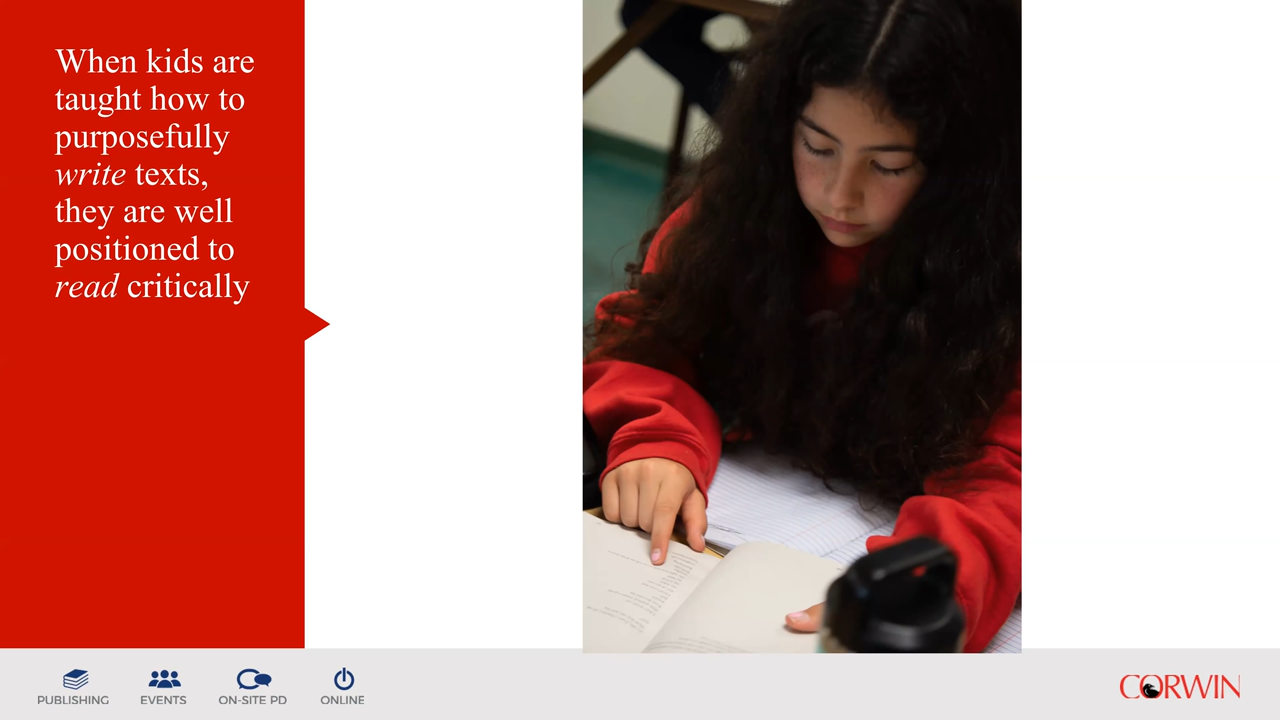 When kids are
taught how to
purposefully
write texts,
they are well
positioned to
read critically
PUBLISHING EVENTS ON-SITE PD ONLINE
CORWIN